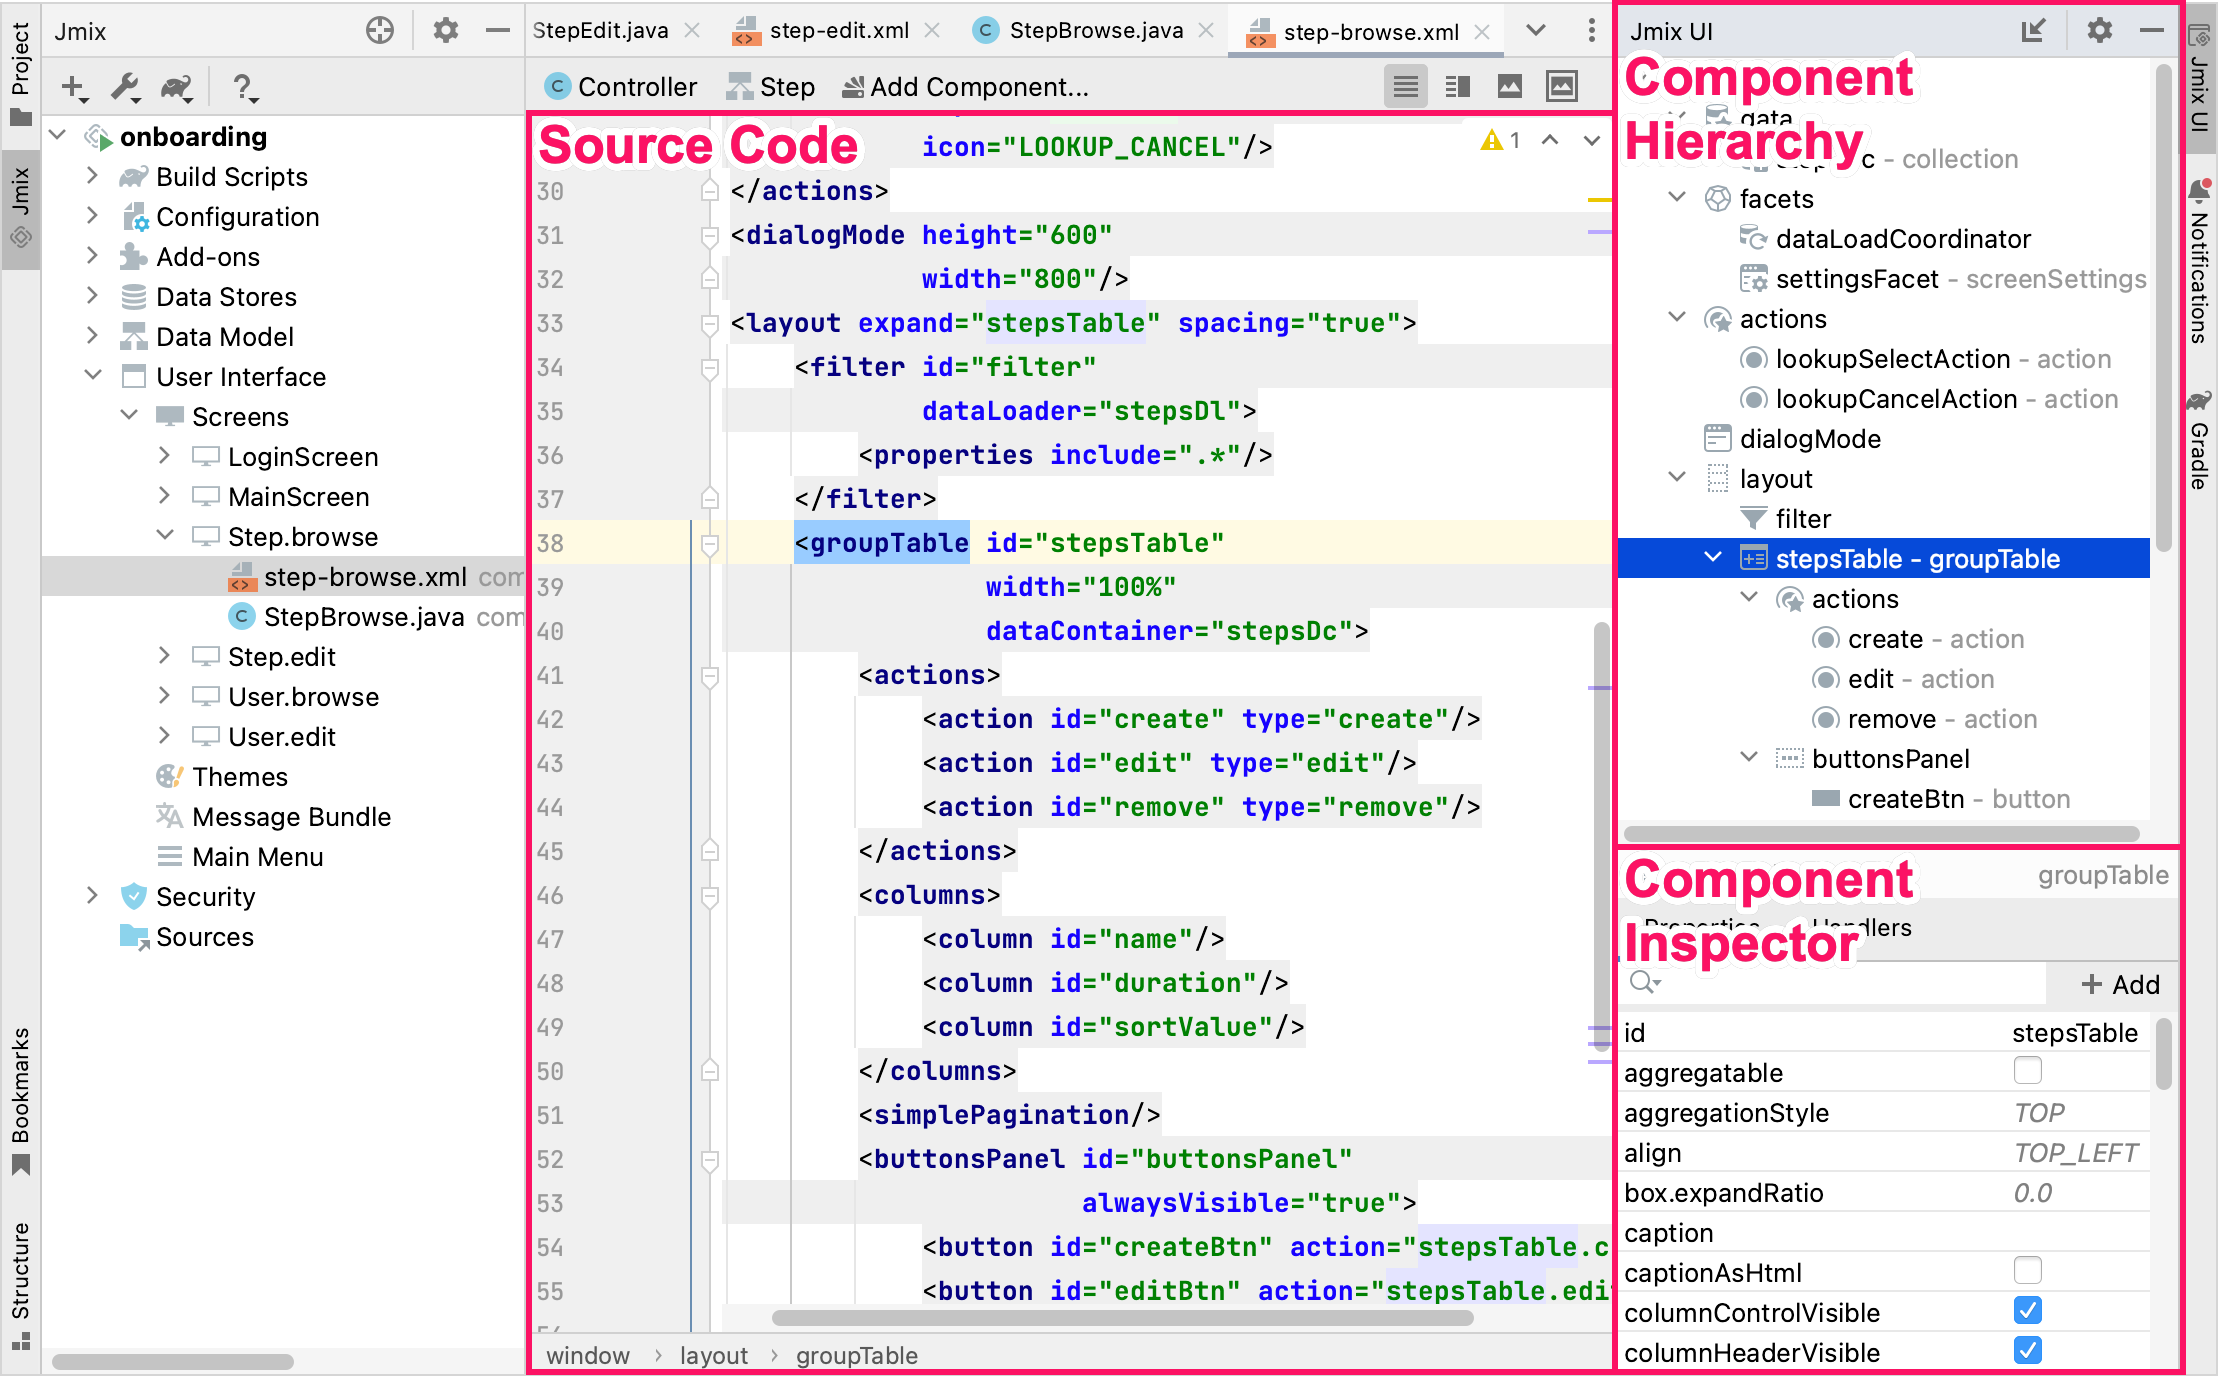 Project
Jmix
Bookmarks
Structure
Jmix
onboarding
Build Scripts
Configuration
Add-ons
Data Stores
Data Model
User Interface
Screens
LoginScreen
MainScreen
Step.browse
step-browse.xml com
StepBrowse.java com
Step.edit
User.browse
User.edit
Themes
Message Bundle
Main Menu
Security
Sources
StepEdit.java step-edit.xml StepBrowse.java step-browse.xml
Controller Step Add Component...
Source Code
1
icon="LOOKUP_CANCEL"/>
30 </actions>
31 <dialogMode height="600"
32 width="800"/>
33 <layout expand="stepsTable" spacing="true">
34 <filter id="filter"
35 dataLoader="stepsDl">
36 <properties include=".*"/>
37 </filter>
38 <groupTable id="stepsTable"
39 width="100%"
40 dataContainer="stepsDc">
41 <actions>
42 <action id="create" type="create"/>
43 <action id="edit" type="edit"/>
44 <action id="remove" type="remove"/>
45 </actions>
46 <columns>
47 <column id="name"/>
48 <column id="duration"/>
49 <column id="sortValue"/>
50 </columns>
51 <simplePagination/>
52 <buttonsPanel id="buttonsPanel"
53 alwaysVisible="true">
54 <button id="createBtn" action="stepsTable.c
55 <button id="editBtn" action="stepsTable.edi
window › layout › groupTable
Jmix UI
Component
Hierarchy
data
c - collection
facets
dataLoadCoordinator
settingsFacet - screenSettings
actions
lookupSelectAction - action
lookupCancelAction - action
dialogMode
layout
filter
stepsTable - groupTable
actions
create - action
edit - action
remove - action
buttonsPanel
createBtn - button
Component
Inspector
groupTable
Properties Handlers
+ Add
id stepsTable
aggregatable
aggregationStyle TOP
align TOP_LEFT
box.expandRatio 0.0
caption
captionAsHtml
columnControlVisible
columnHeaderVisible
Jmix UI
Notifications
Gradle